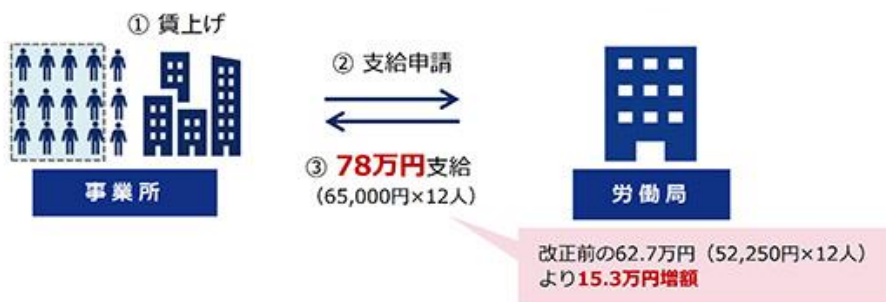 ① 賃上げ
② 支給申請
③ 78万円支給
（65,000円×12人）
事業所
労働局
改正前の62.7万円（52,250円×12人）
より15.3万円増額